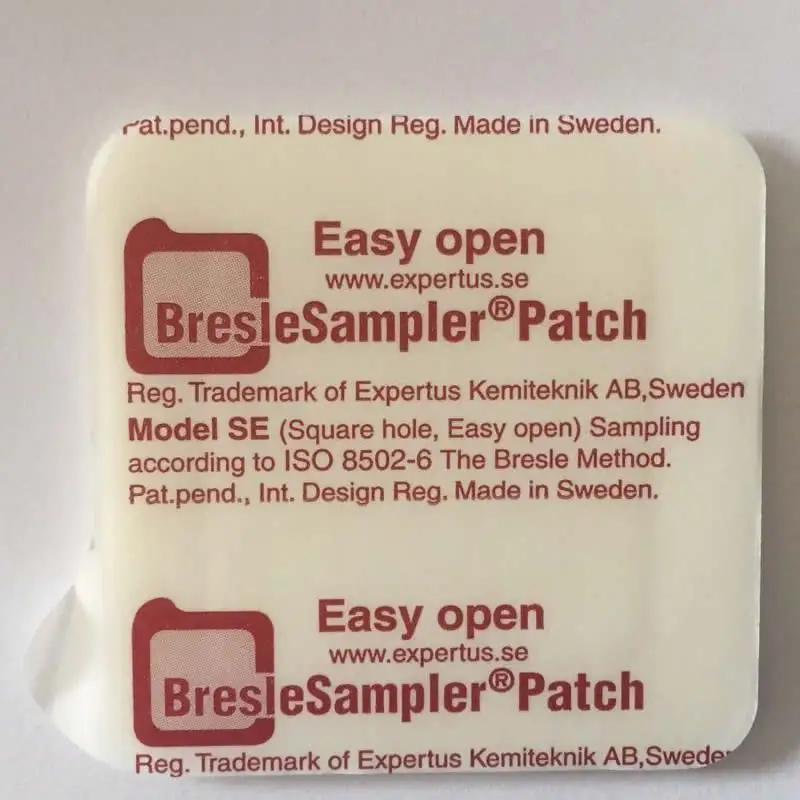 Pat.pend., Int. Design Reg. Made in Sweden.
Easy open
www.expertus.se
BresleSampler®Patch
Reg. Trademark of Expertus Kemiteknik AB,Sweden
Model SE (Square hole, Easy open) Sampling
according to ISO 8502-6 The Bresle Method.
Pat.pend., Int. Design Reg. Made in Sweden.
Easy open
www.expertus.se
BresleSampler®Patch
Reg. Trademark of Expertus Kemiteknik AB,Sweden